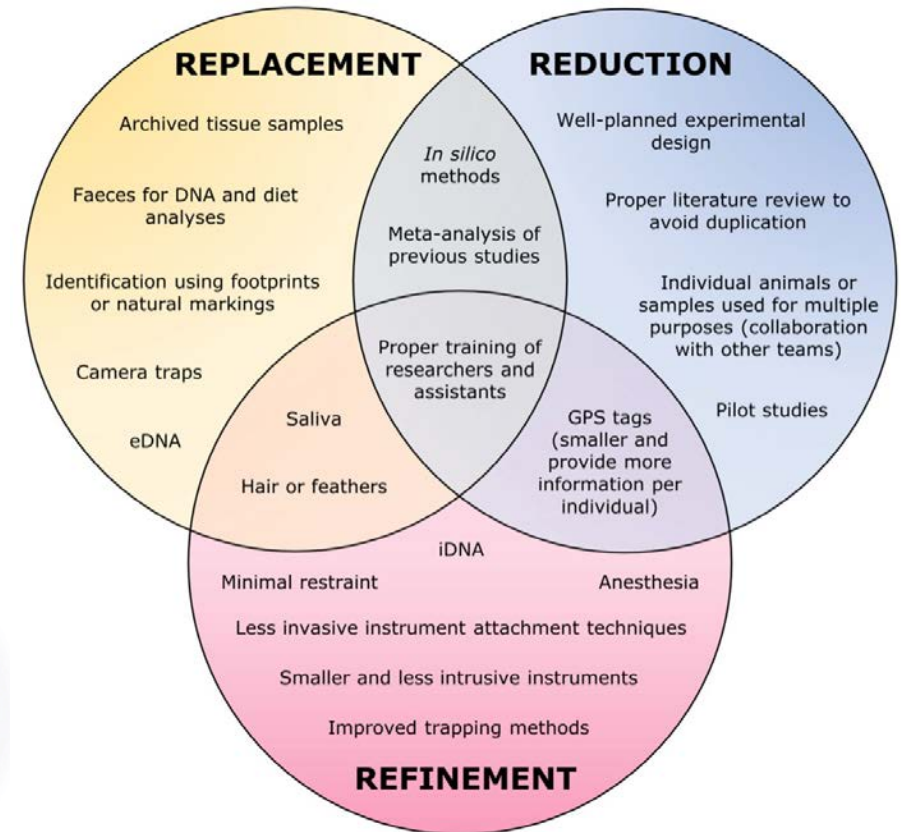 REPLACEMENT
Archived tissue samples
Faeces for DNA and diet
analyses
Identification using footprints
or natural markings
Camera traps
eDNA
In silico
methods
Meta-analysis of
previous studies
REDUCTION
Well-planned experimental
design
Proper literature review to
avoid duplication
Individual animals or
samples used for multiple
purposes (collaboration
with other teams)
Pilot studies
Proper training of
researchers and
assistants
Saliva
Hair or feathers
GPS tags
(smaller and
provide more
information per
individual)
iDNA
Minimal restraint
Anesthesia
Less invasive instrument attachment techniques
Smaller and less intrusive instruments
Improved trapping methods
REFINEMENT